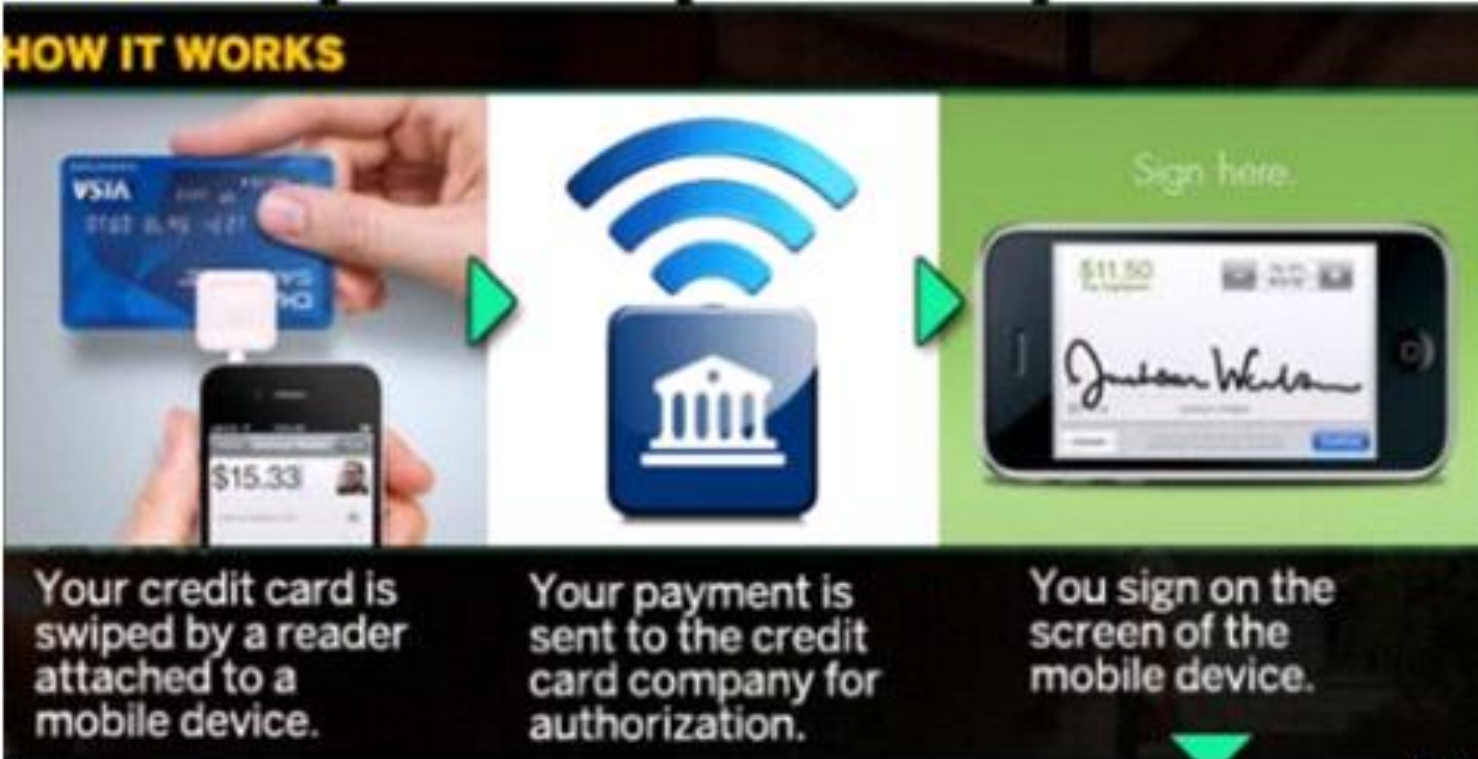 HOW IT WORKS
VSIA
$15.33
Sign here.
$11.50
Your credit card is
swiped by a reader
attached to a
mobile device.
Your payment is
sent to the credit
card company for
authorization.
You sign on the
screen of the
mobile device.